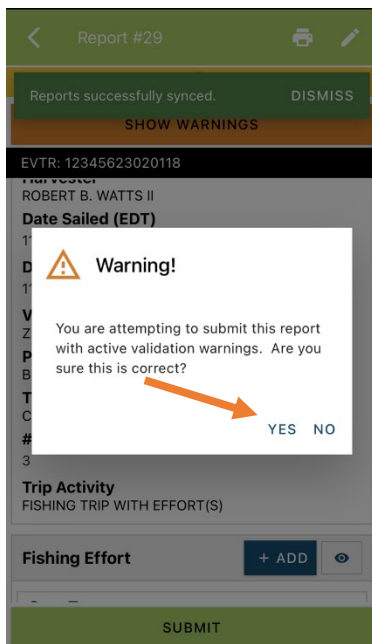 Report #29
Reports successfully synced. DISMISS
SHOW WARNINGS
EVTR: 12345623020118
Harvester
ROBERT B. WATTS II
Date Sailed (EDT)
11
D
11
V
Z
P
B
T
C
#
3
Warning!
You are attempting to submit this report
with active validation warnings. Are you
sure this is correct?
YES NO
Trip Activity
FISHING TRIP WITH EFFORT(S)
Fishing Effort + ADD
SUBMIT